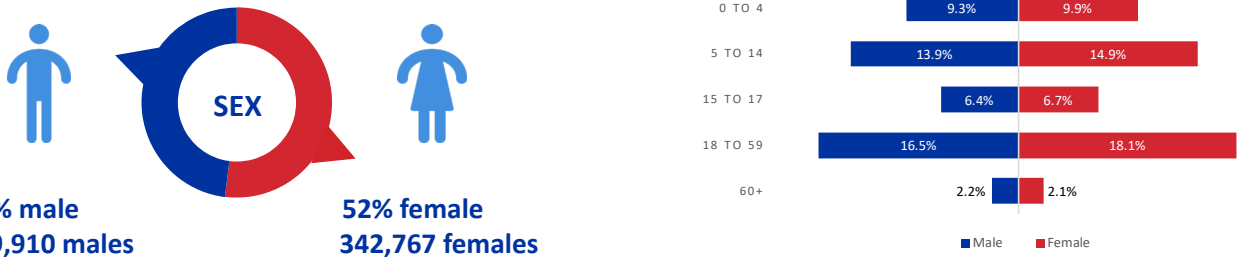 SEX
% male
,910 males
52% female
342,767 females
0 TO 4
9.3%
9.9%
5 TO 14
13.9%
14.9%
15 TO 17
6.4%
6.7%
18 TO 59
16.5%
18.1%
60+
2.2%
2.1%
Male
Female